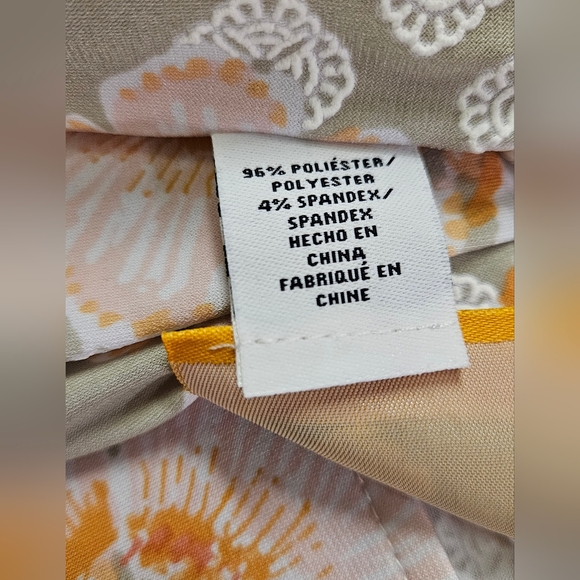 96% POLIÉSTER/
POLYESTER
4% SPANDEX/
SPANDEX
HECHO EN
CHINA
FABRIQUÉ EN
CHINE